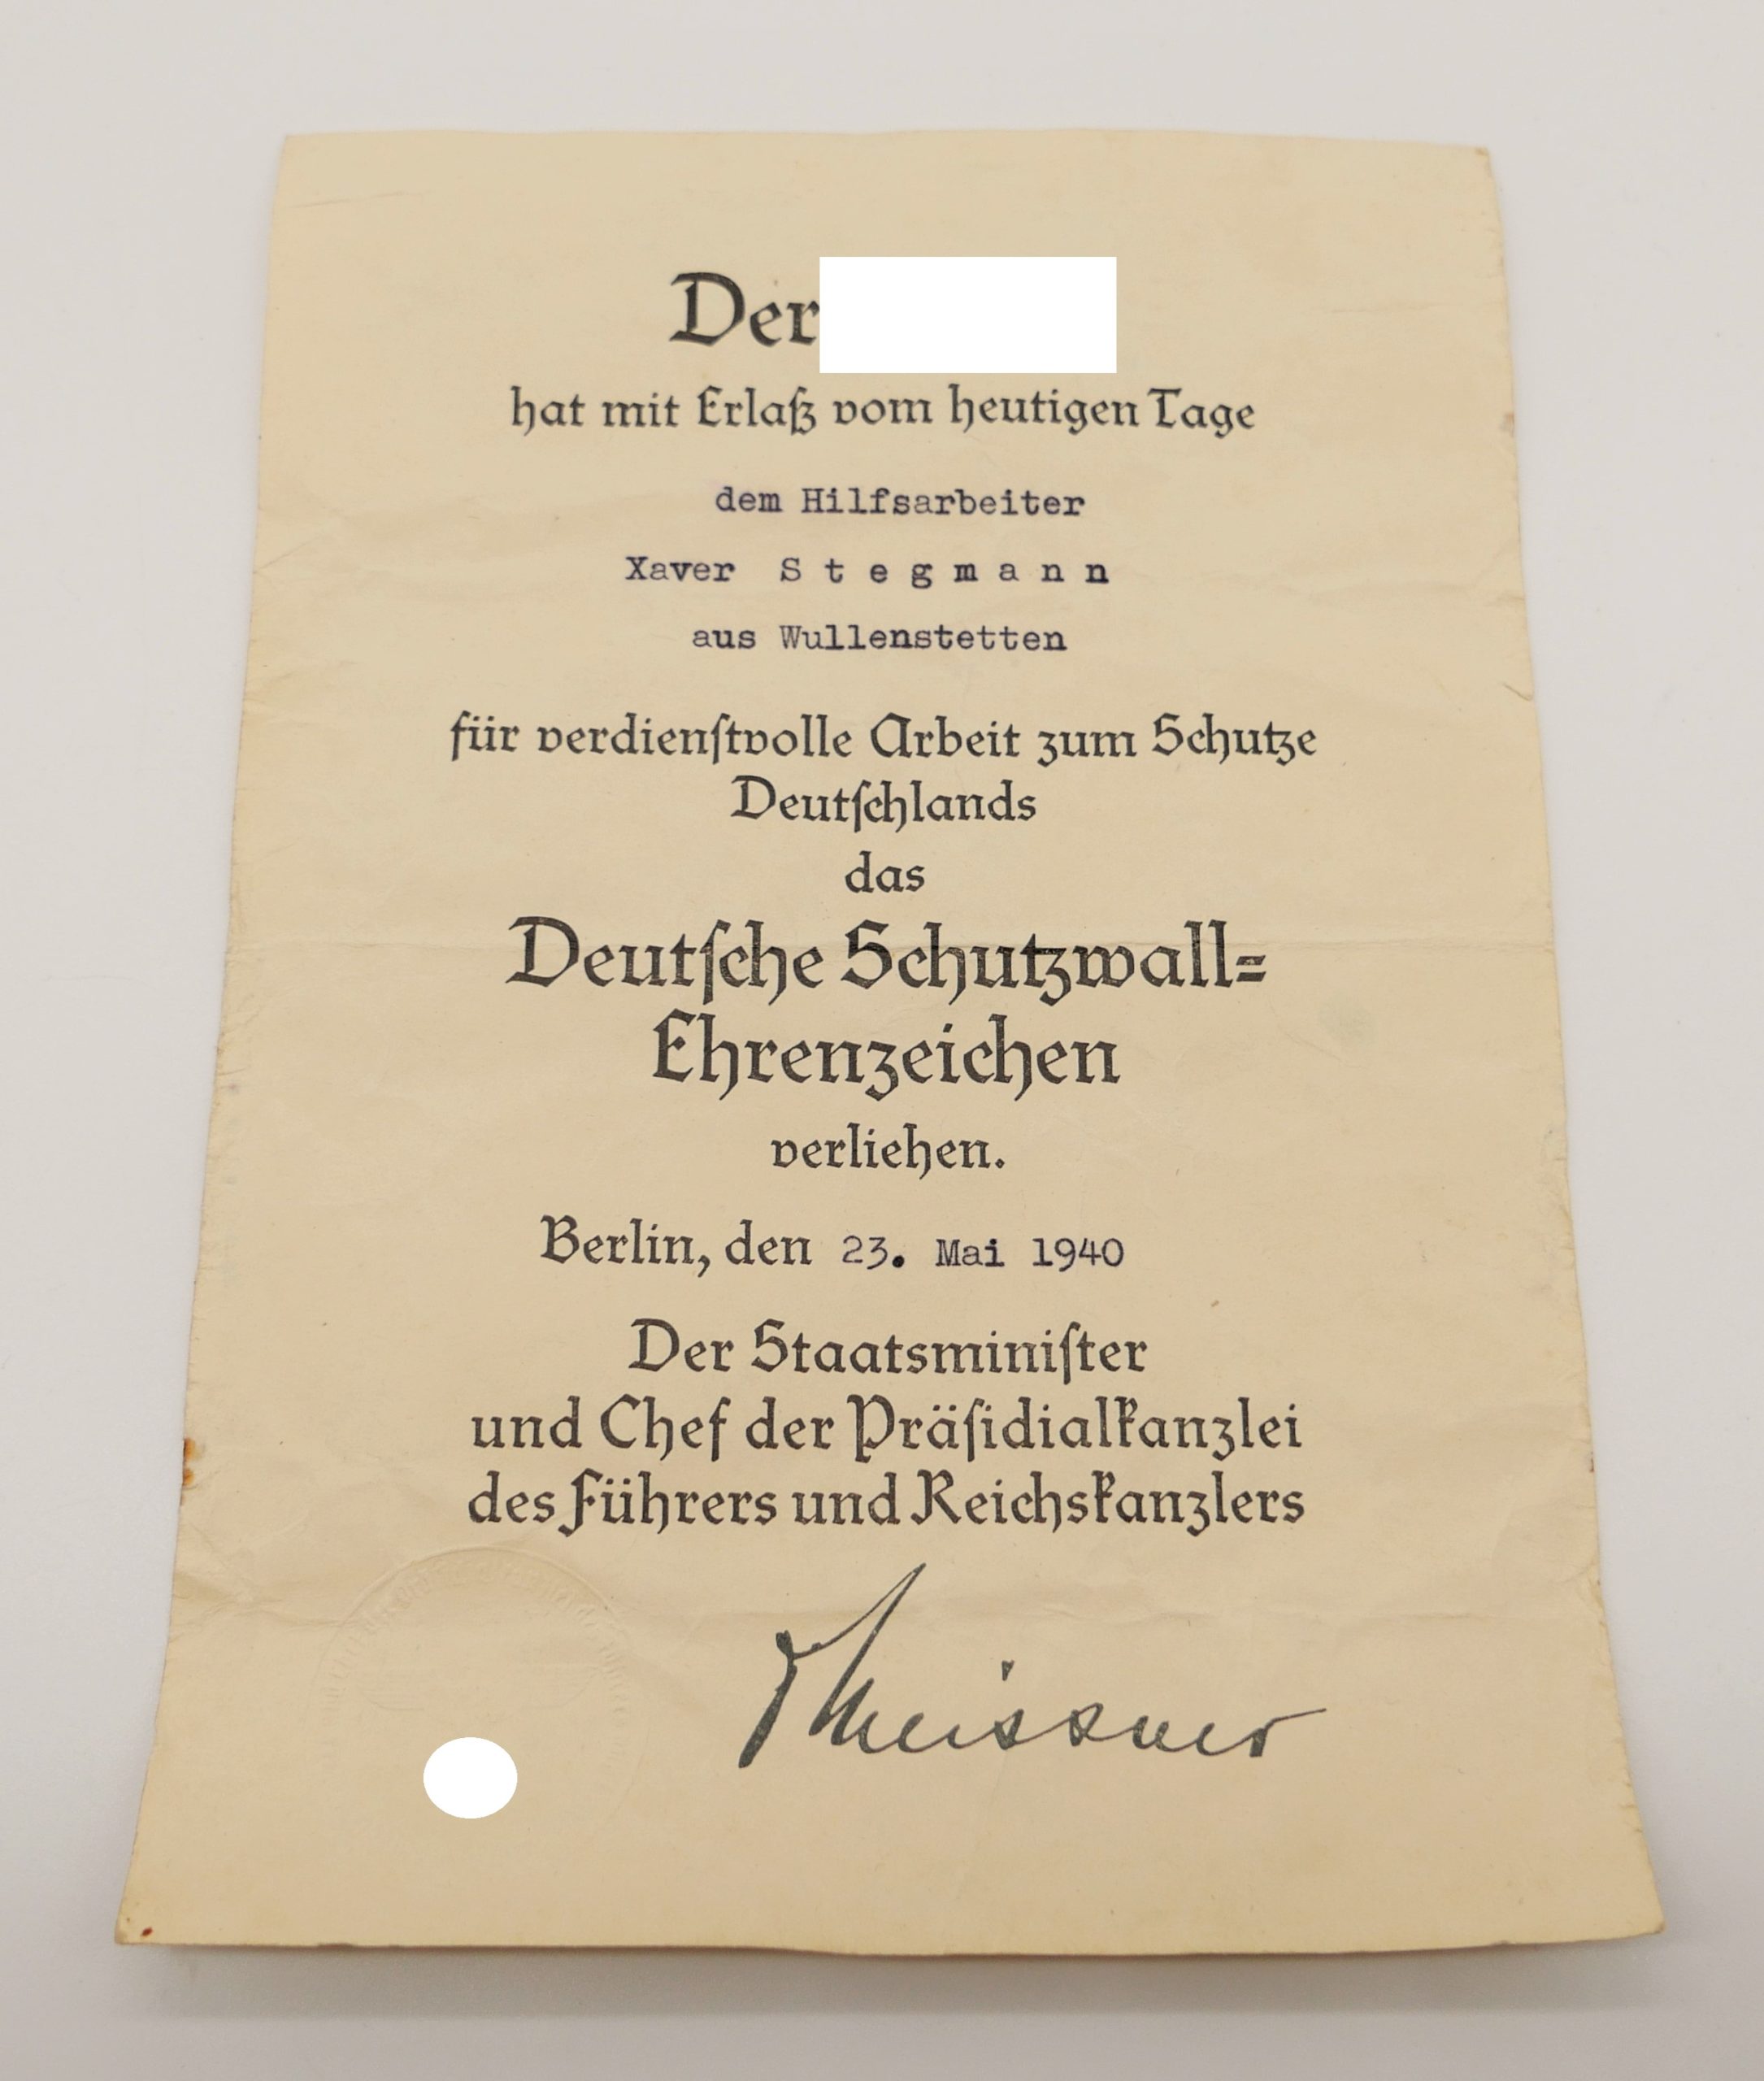 Der
hat mit Erlaß vom heutigen Tage
dem Hilfsarbeiter
Xaver S t e g m a n n
aus Wullenstetten
für verdienſtvolle Arbeit zum Schutze
Deutſchlands
das
Deutſche Schutzwall=
Ehrenzeichen
verliehen.
Berlin, den 23. Mai 1940
Der Staatsminiſter
und Chef der Präſidialkanzlei
des Führers und Reichskanzlers
Meissner